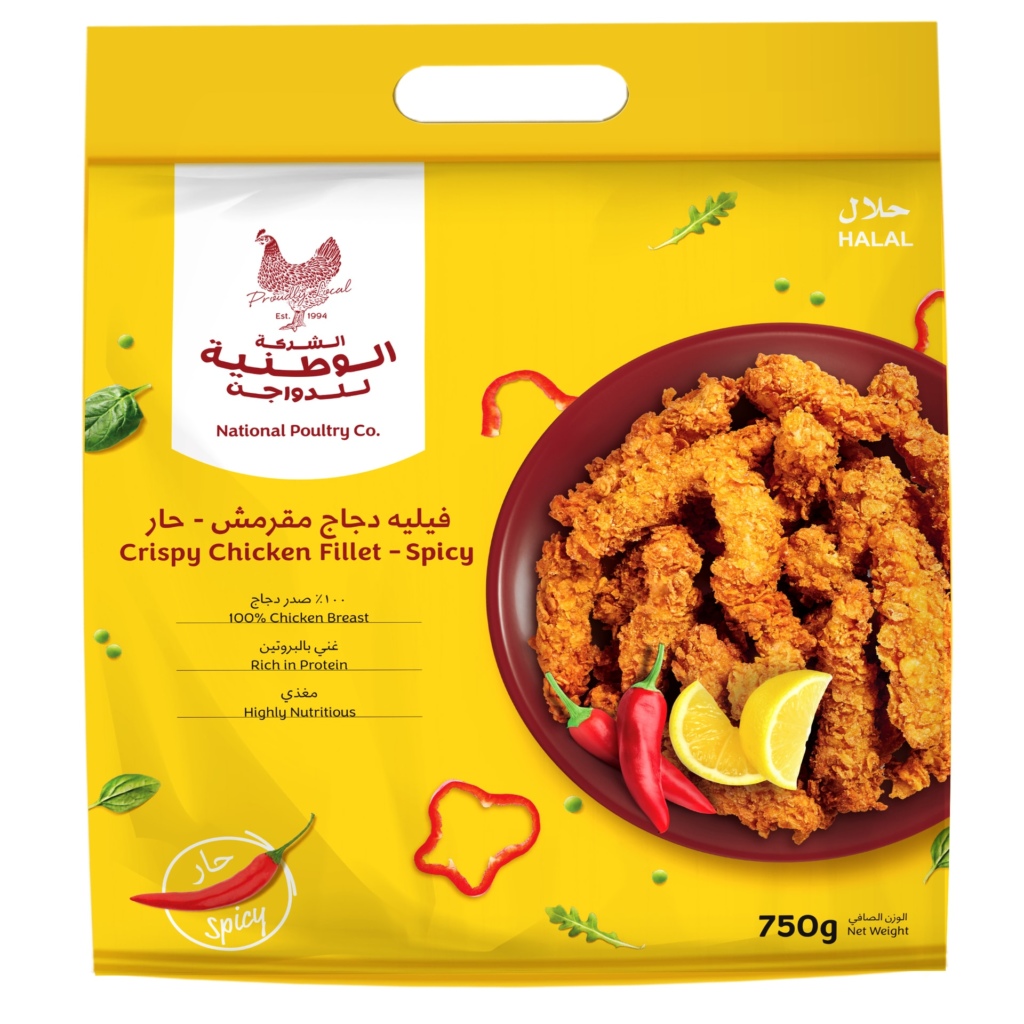 حلال
HALAL
Proudly Local
Est. 1994
الشركة
الوطنية
للدواجن
National Poultry Co.
فيليه دجاج مقرمش - حار
Crispy Chicken Fillet - Spicy
١٠٠٪ صدر دجاج
100% Chicken Breast
غني بالبروتين
Rich in Protein
مغذي
Highly Nutritious
حار
Spicy
750g
الوزن الصافي
Net Weight